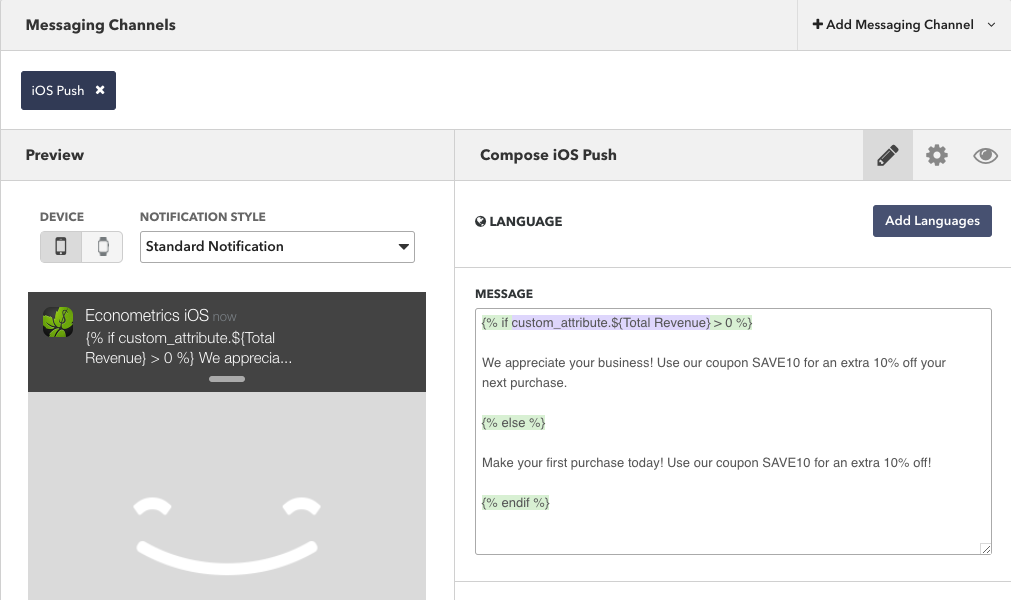 Messaging Channels
+ Add Messaging Channel
iOS Push ×
Preview
Compose iOS Push
DEVICE
NOTIFICATION STYLE
Standard Notification
Econometrics iOS now
{% if custom_attribute.${Total
Revenue} > 0 %} We apprecia...
LANGUAGE
Add Languages
MESSAGE
{% if custom_attribute.${Total Revenue} > 0 %}
We appreciate your business! Use our coupon SAVE10 for an extra 10% off your
next purchase.
{% else %}
Make your first purchase today! Use our coupon SAVE10 for an extra 10% off!
{% endif %}